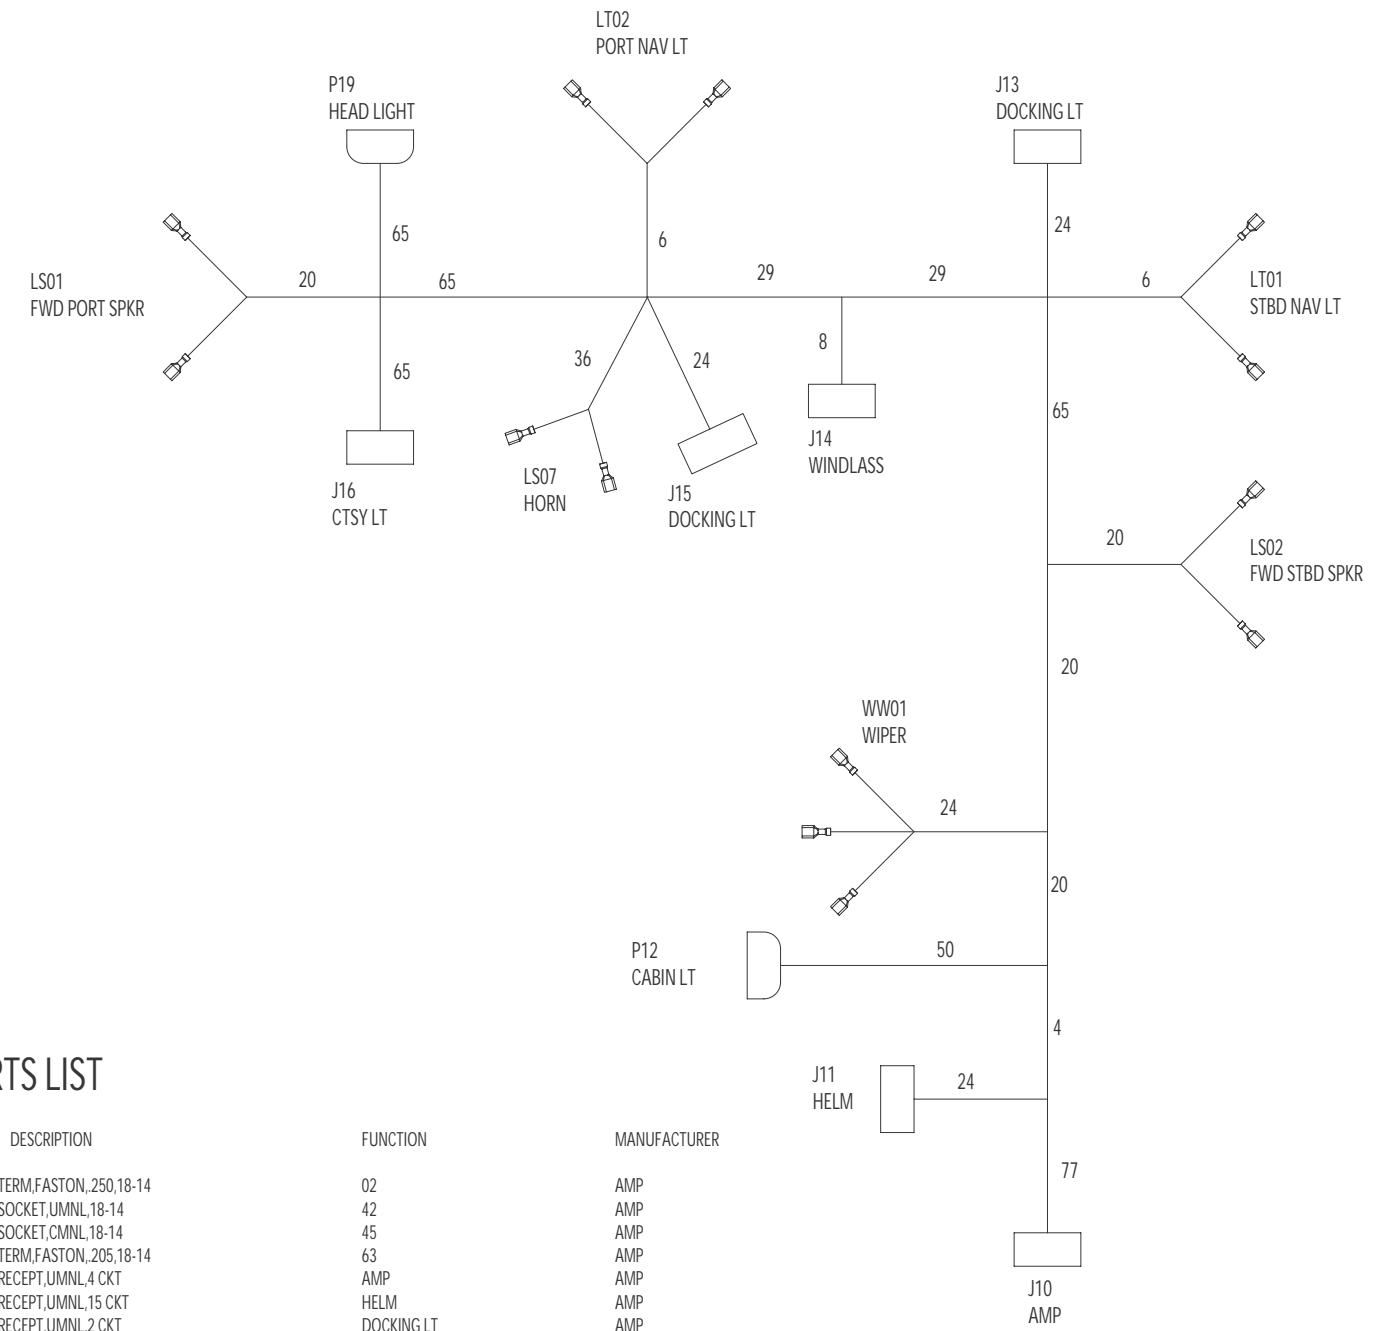 LT02
PORT NAV LT
P19
HEAD LIGHT
J13
DOCKING LT
65
6
24
LS01
FWD PORT SPKR
20
65
29
29
6
LT01
STBD NAV LT
65
36
24
8
65
J16
CTSY LT
LS07
HORN
J15
DOCKING LT
J14
WINDLASS
20
LS02
FWD STBD SPKR
20
WW01
WIPER
24
20
P12
CABIN LT
50
4
J11
HELM
24
77
J10
AMP
RTS LIST
DESCRIPTION FUNCTION MANUFACTURER
TERM,FASTON,.250,18-14 02 AMP
SOCKET,UMNL,18-14 42 AMP
SOCKET,CMNL,18-14 45 AMP
TERM,FASTON,.205,18-14 63 AMP
RECEPT,UMNL,4 CKT AMP AMP
RECEPT,UMNL,15 CKT HELM AMP
RECEPT,UMNL,2 CKT DOCKING LT AMP